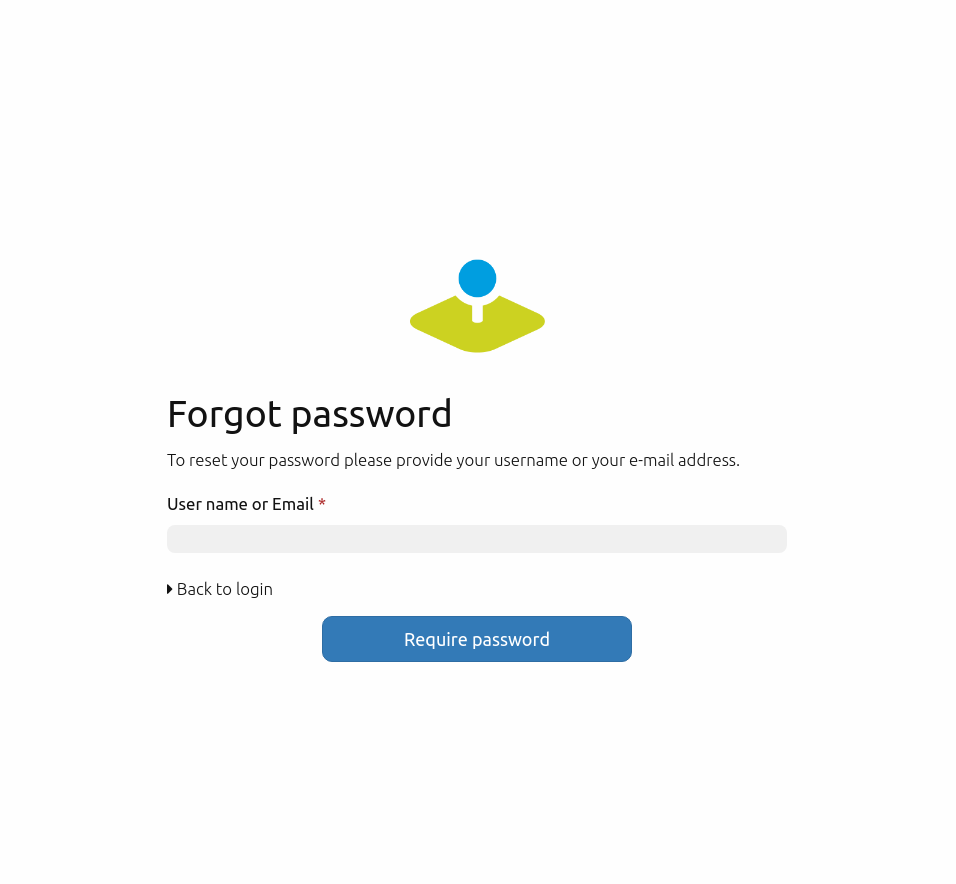 Forgot password
To reset your password please provide your username or your e-mail address.
User name or Email *
Back to login
Require password